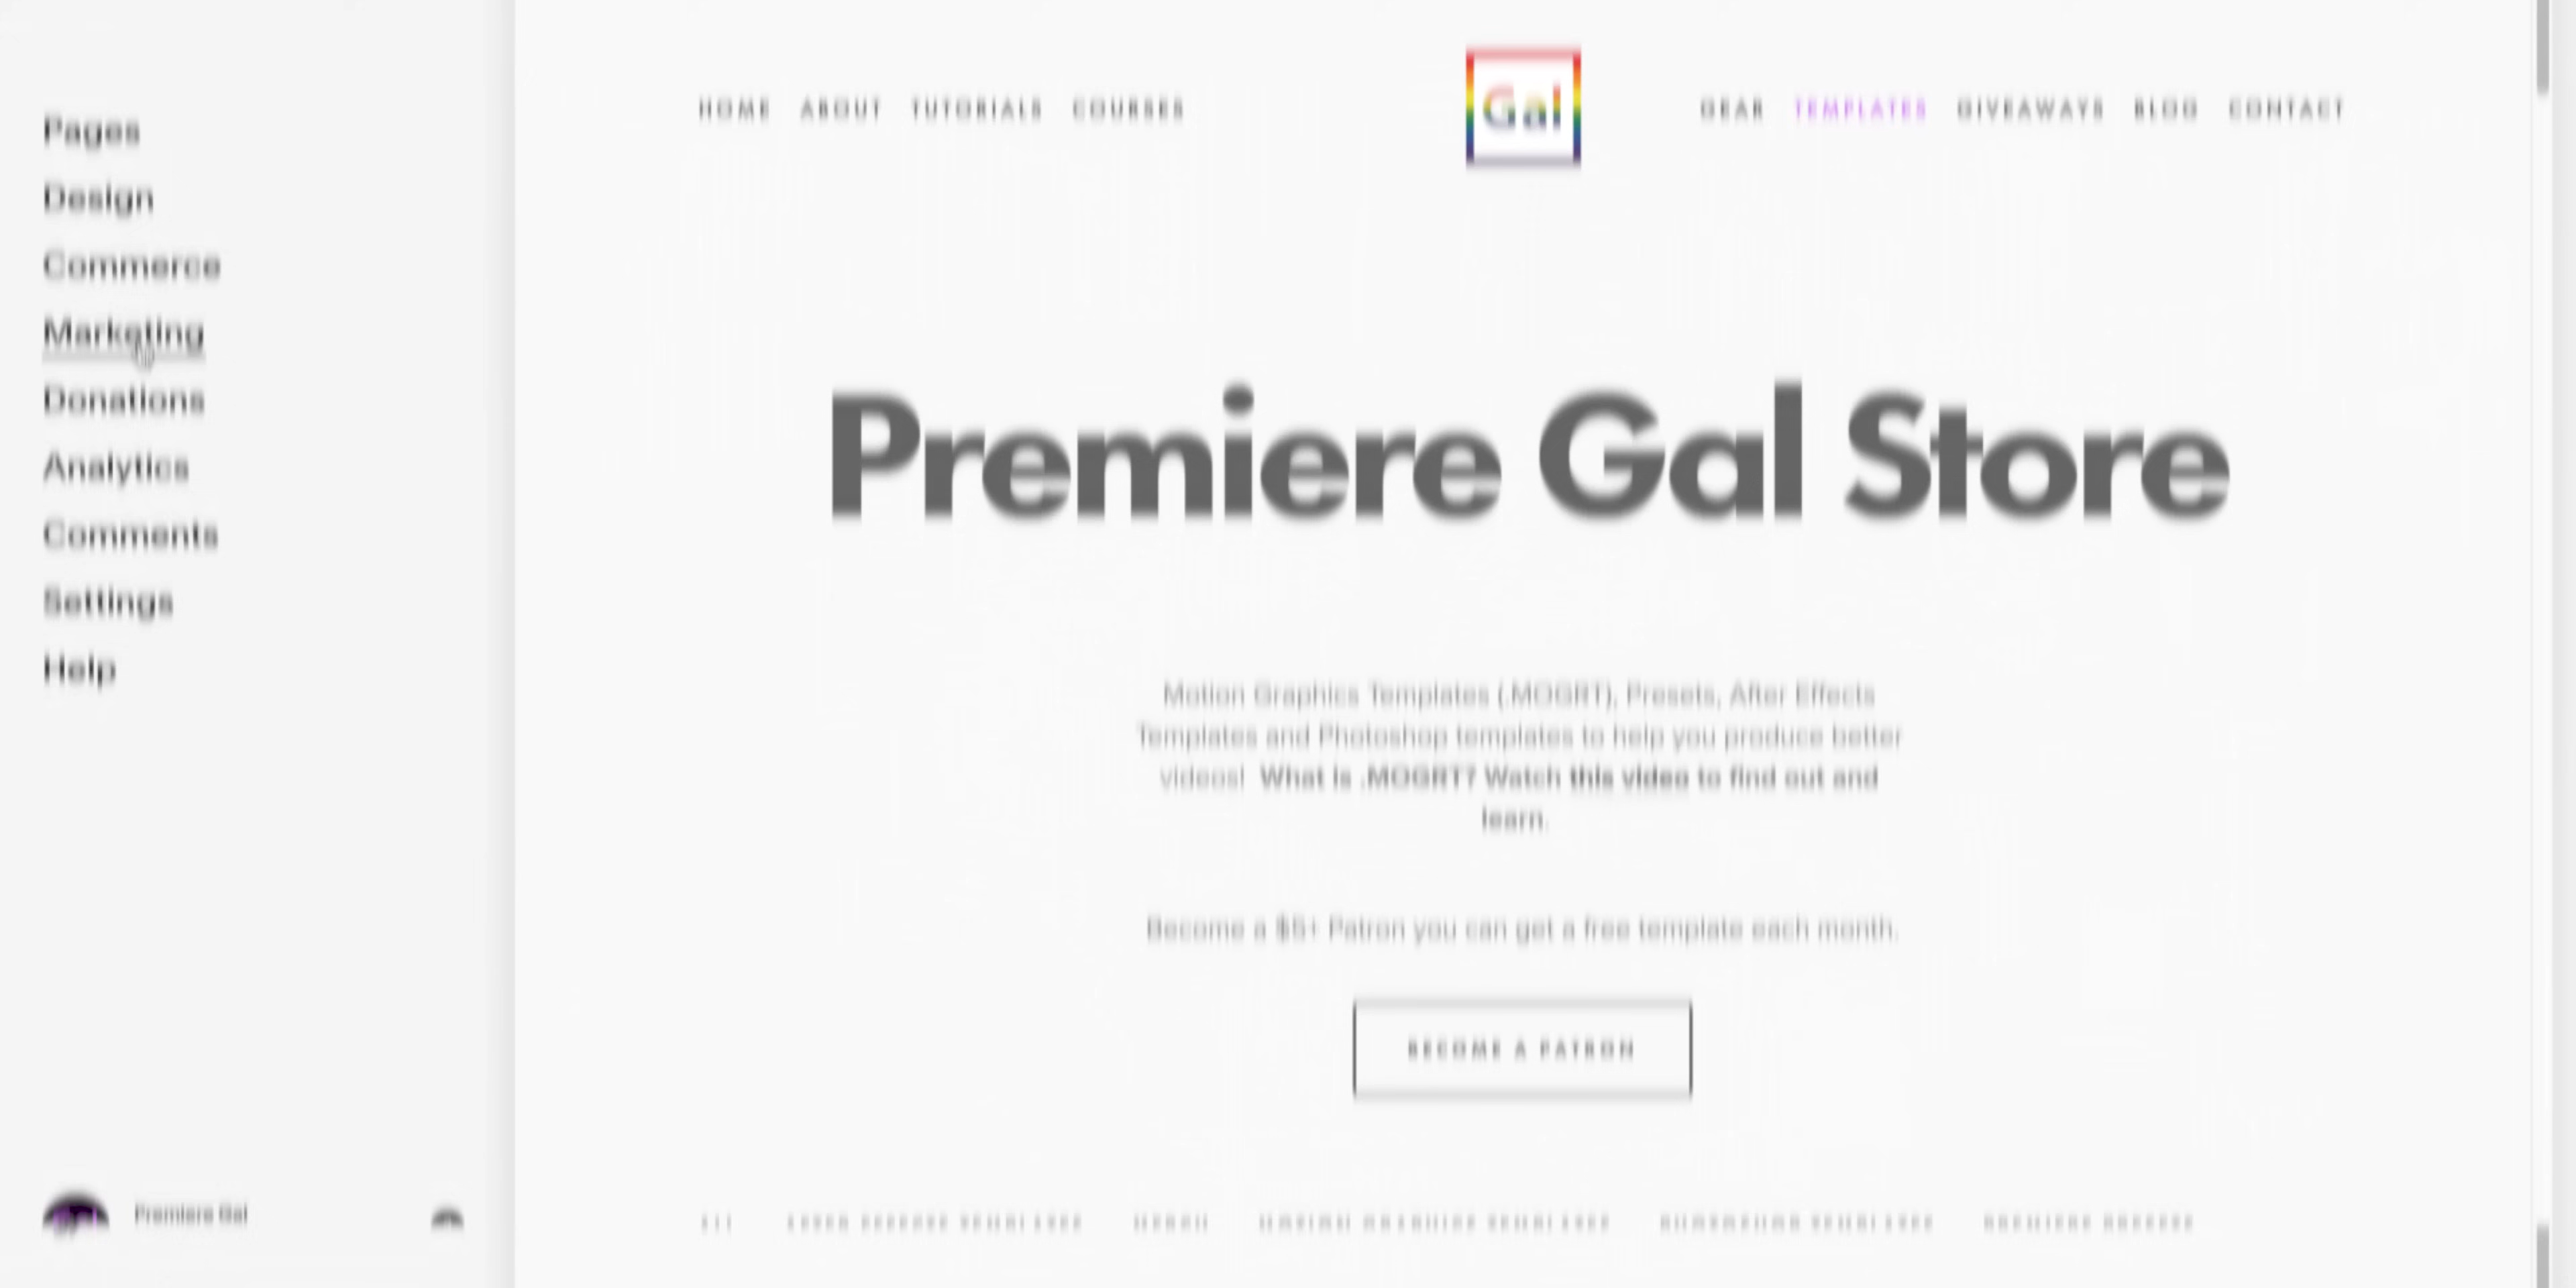 Pages
Design
Commerce
Marketing
Donations
Analytics
Comments
Settings
Help
Premiere Gal
HOME ABOUT TUTORIALS COURSES
Gal
GEAR TEMPLATES GIVEAWAYS BLOG CONTACT
Premiere Gal Store
Motion Graphics Templates (.MOGRT), Presets, After Effects
Templates and Photoshop templates to help you produce better
videos! What is .MOGRT? Watch this video to find out and
learn.
Become a $5+ Patron you can get a free template each month.
BECOME A PATRON